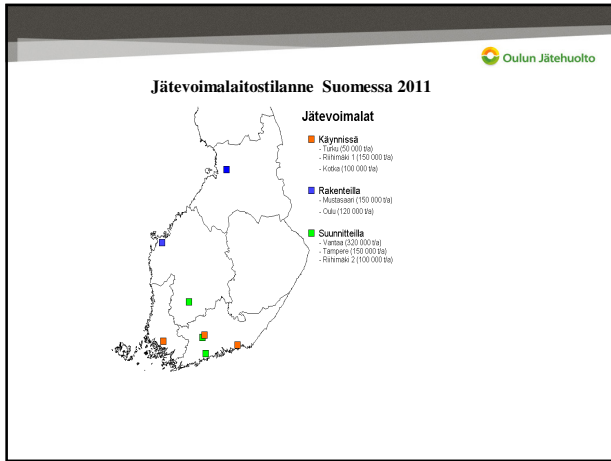 Oulun Jätehuolto
Jätevoimalaitostilanne Suomessa 2011
Jätevoimalat
Käynnissä
- Turku (50 000 t/a)
- Riihimäki 1 (150 000 t/a)
- Kotka (100 000 t/a)
Rakenteilla
- Mustasaari (150 000 t/a)
- Oulu (120 000 t/a)
Suunnitteilla
- Vantaa (320 000 t/a)
- Tampere (150 000 t/a)
- Riihimäki 2 (100 000 t/a)